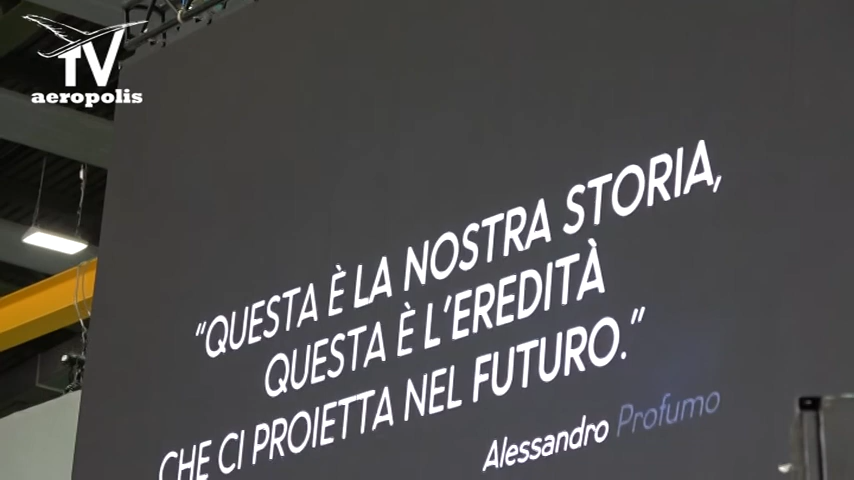 TV
aeropolis
“QUESTA È LA NOSTRA STORIA,
QUESTA È L’EREDITÀ
CHE CI PROIETTA NEL FUTURO.”
Alessandro Profumo